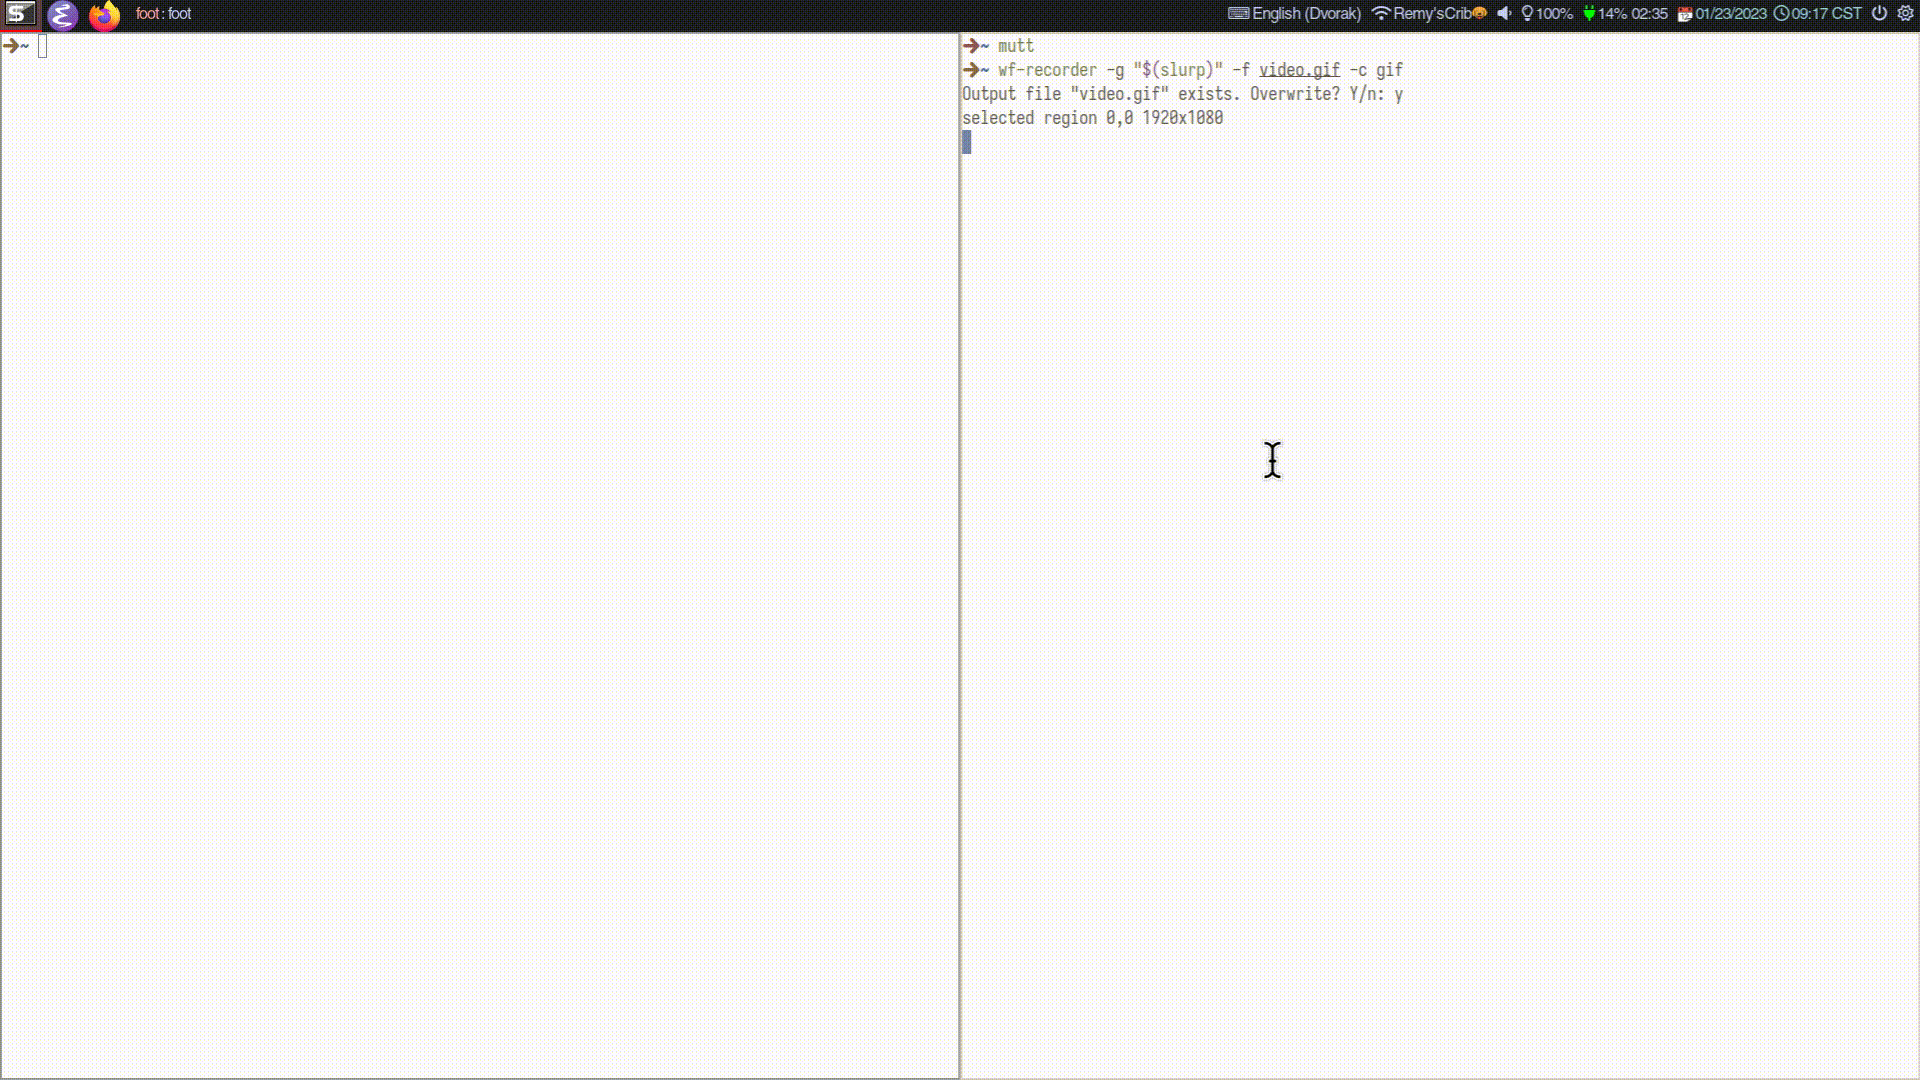 foot : foot
English (Dvorak) Remy'sCrib 100% 14% 02:35 01/23/2023 09:17 CST
~
~ mutt
~ wf-recorder -g "$(slurp)" -f video.gif -c gif
Output file "video.gif" exists. Overwrite? Y/n: y
selected region 0,0 1920x1080